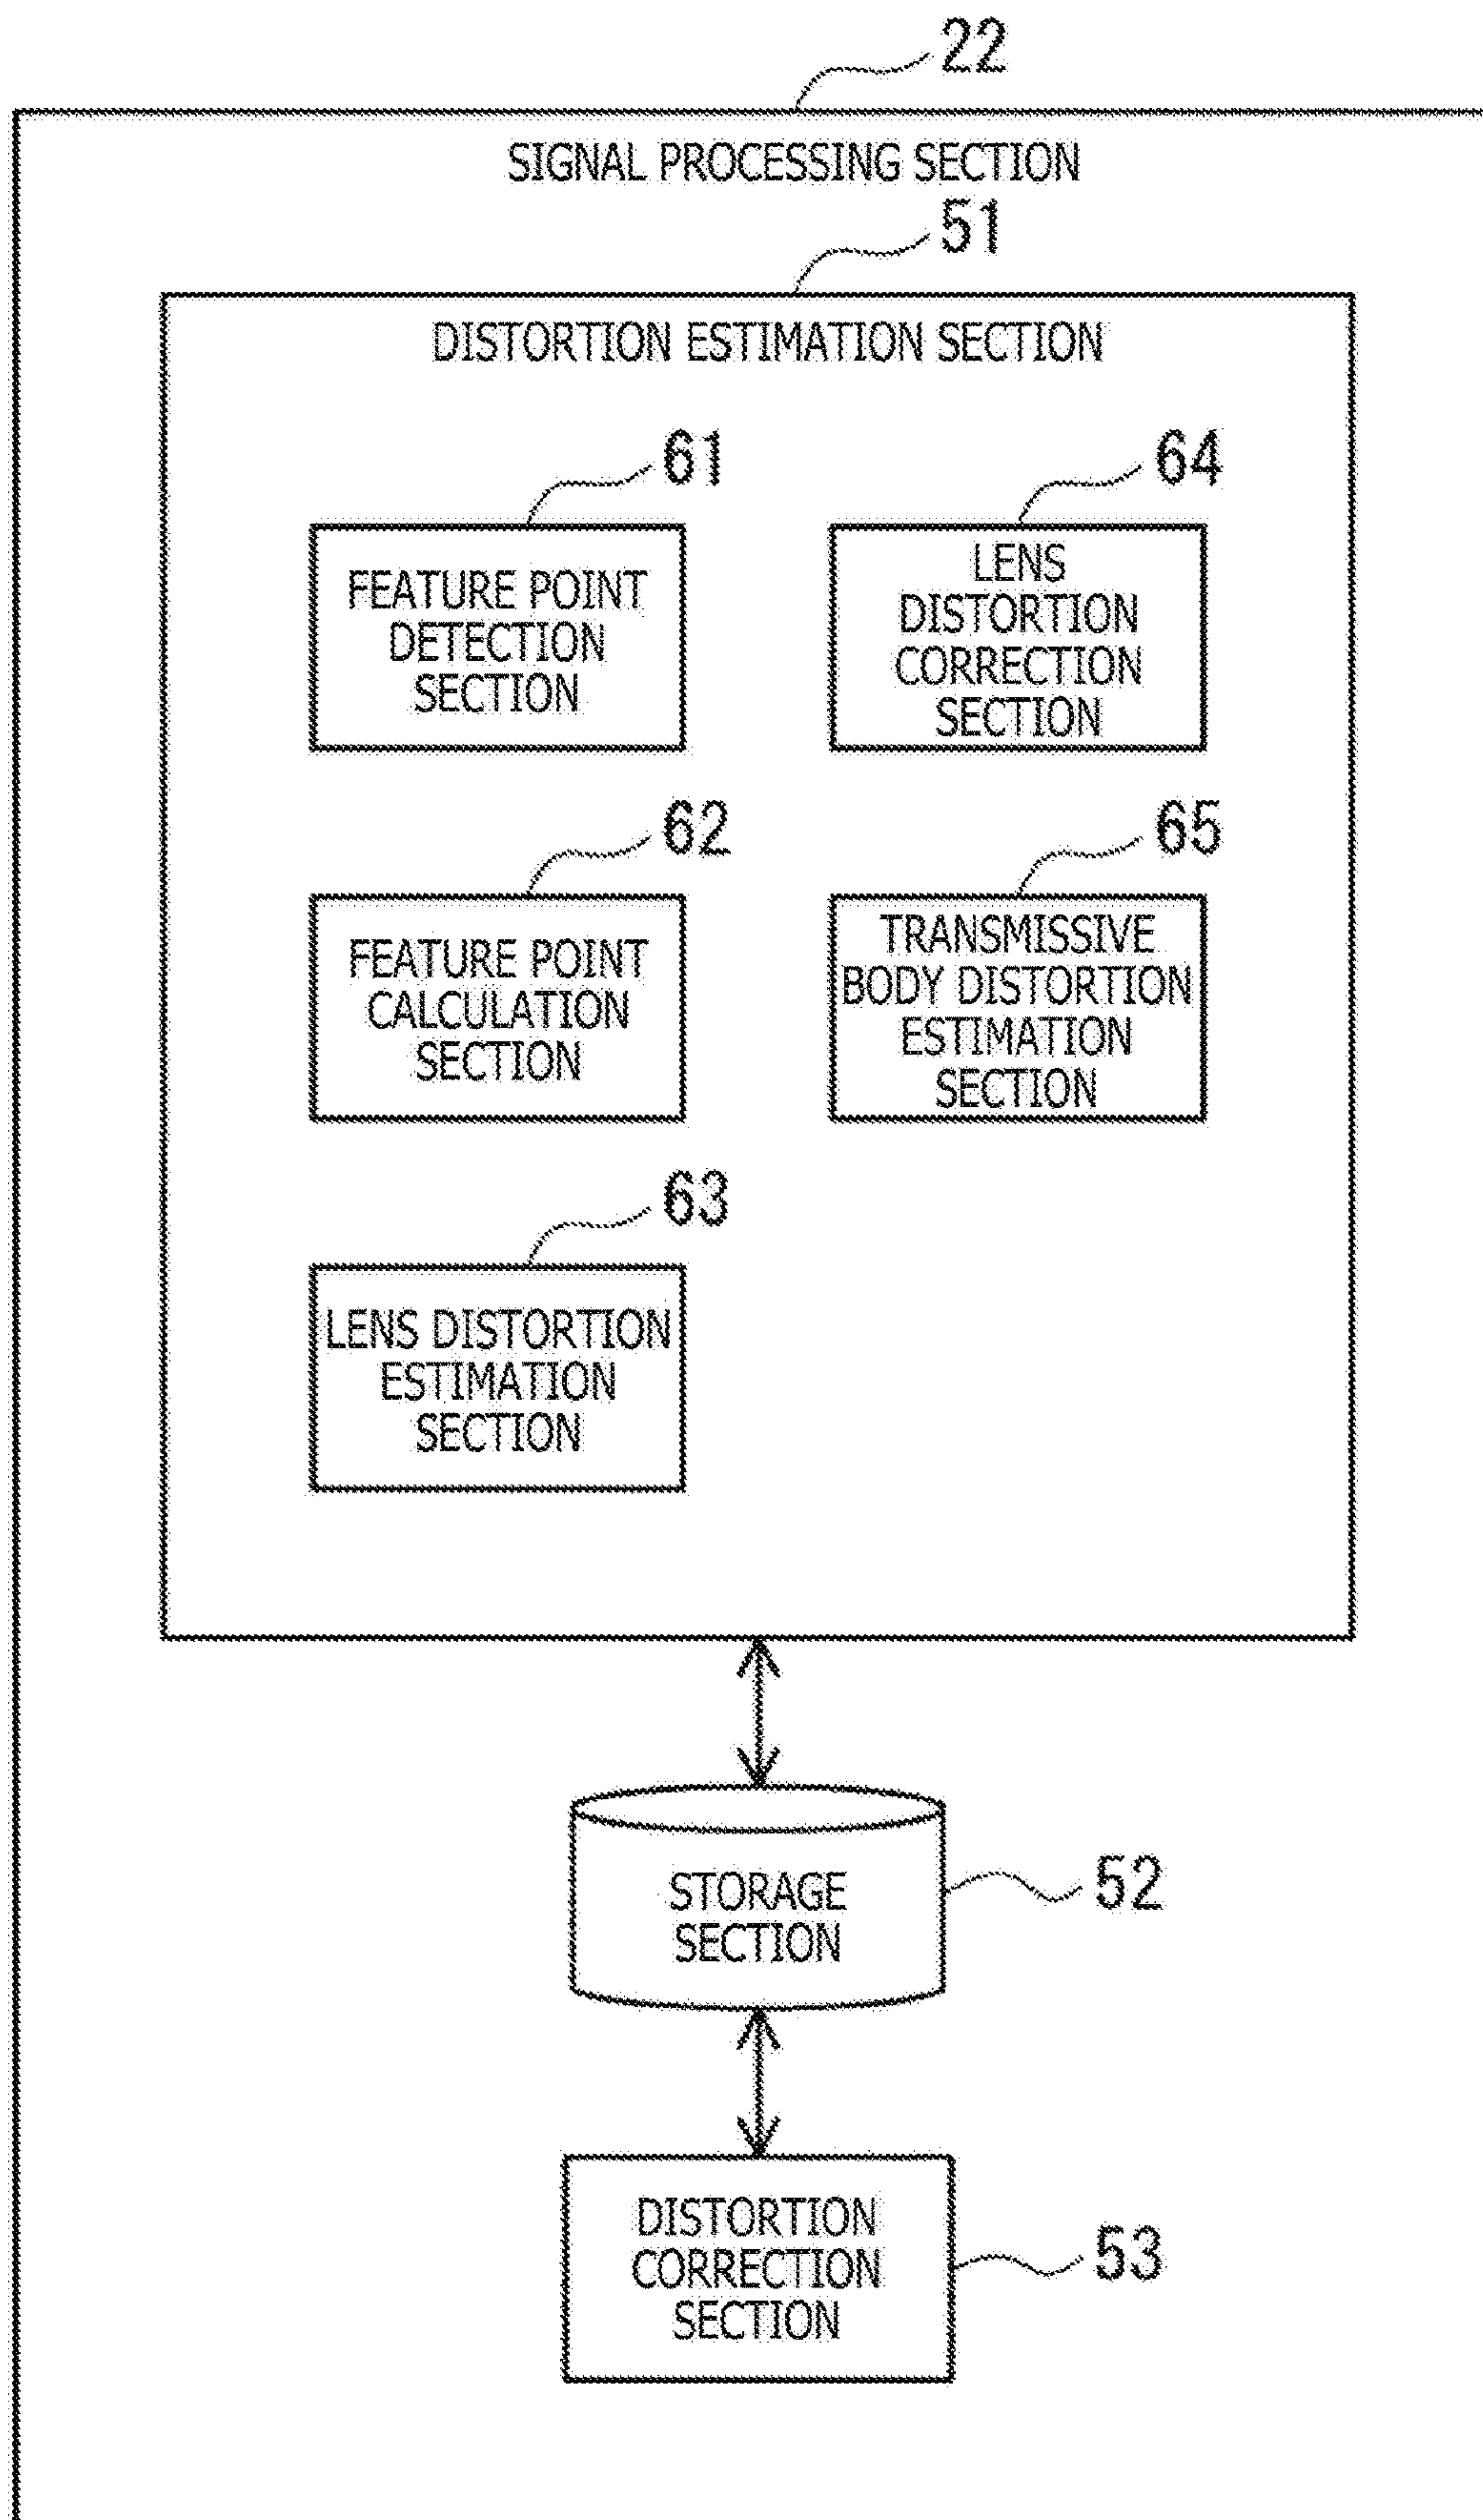 22
SIGNAL PROCESSING SECTION
51
DISTORTION ESTIMATION SECTION
61
FEATURE POINT
DETECTION
SECTION
64
LENS
DISTORTION
CORRECTION
SECTION
62
FEATURE POINT
CALCULATION
SECTION
65
TRANSMISSIVE
BODY DISTORTION
ESTIMATION
SECTION
63
LENS DISTORTION
ESTIMATION
SECTION
STORAGE
SECTION
52
DISTORTION
CORRECTION
SECTION
53